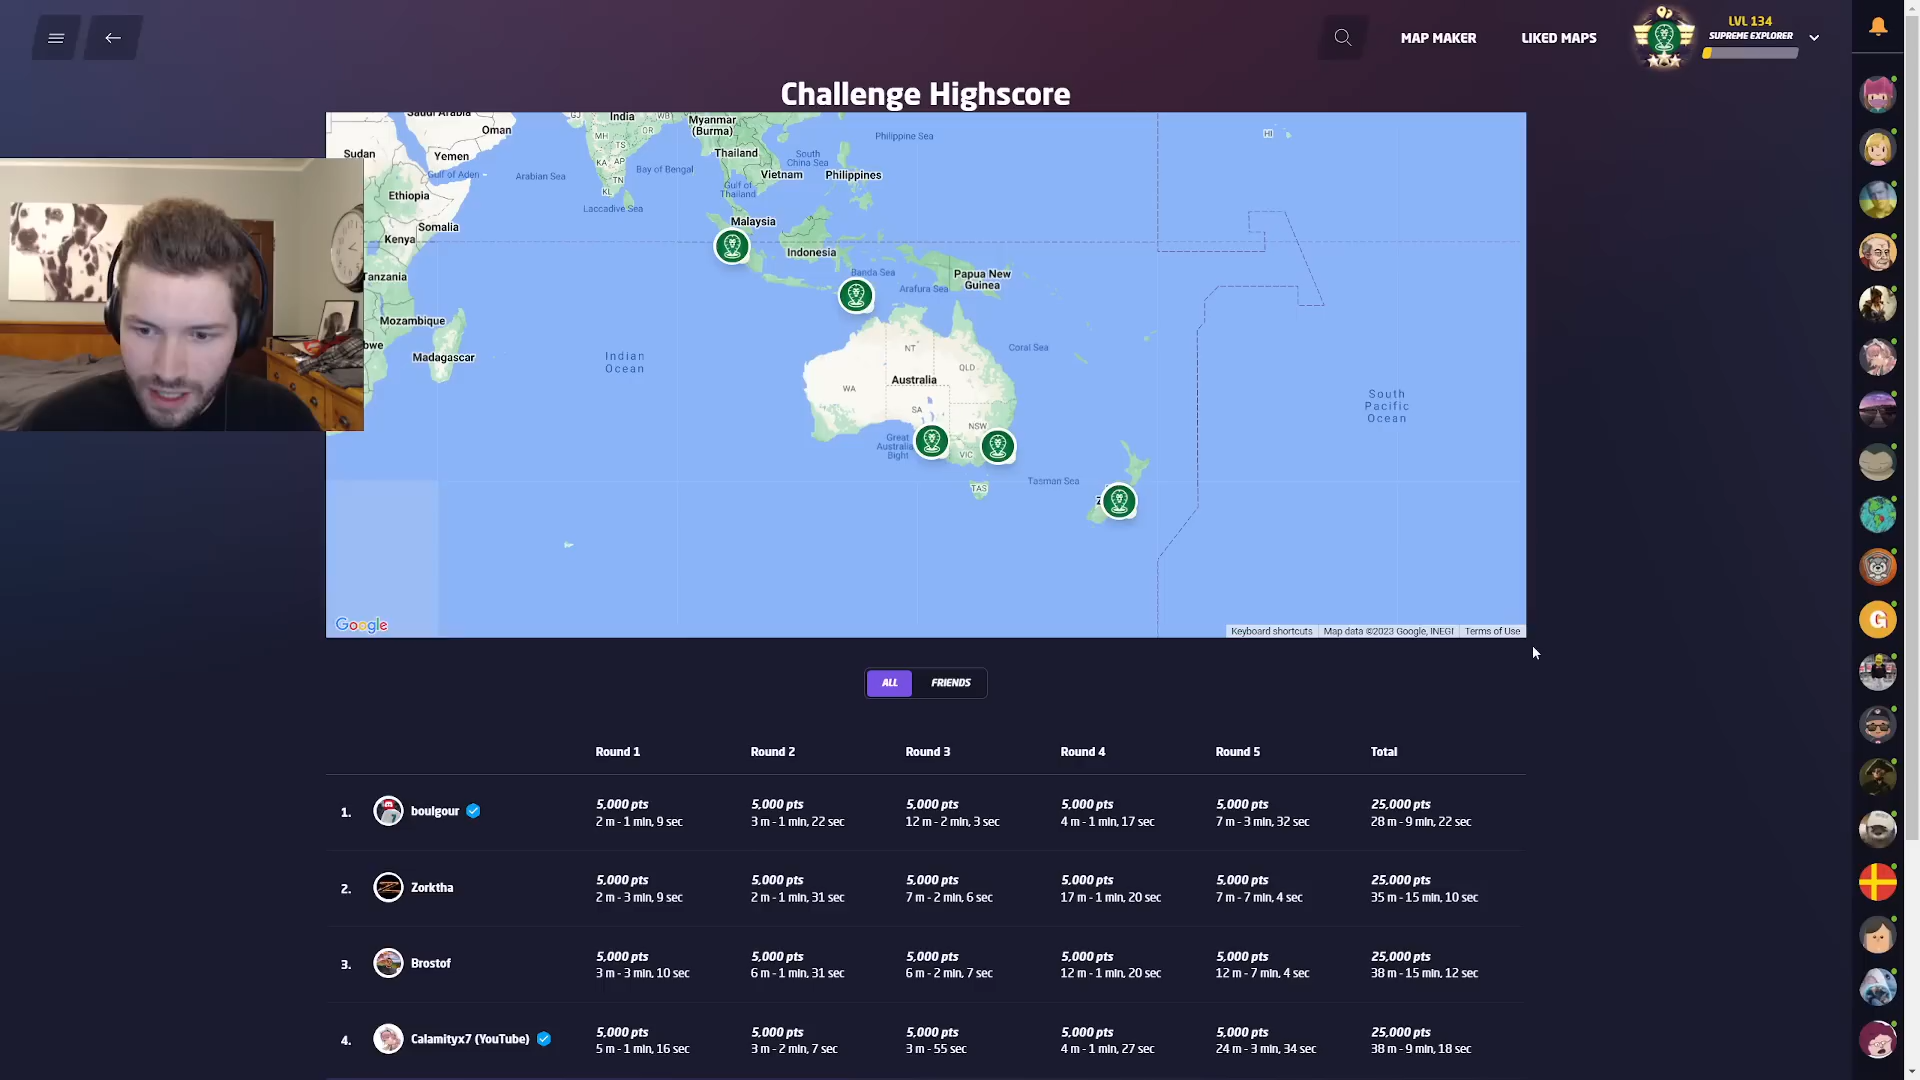 MAP MAKER
LIKED MAPS
LVL 134
SUPREME EXPLORER
Challenge Highscore
Saudi Arabia
Oman
Sudan
Yemen
Gulf of Aden
Ethiopia
Somalia
Kenya
Tanzania
Mozambique
bwe
Madagascar
Arabian Sea
Laccadive Sea
GJ
India
WB
OR
MH
TS
KA
AP
TN
KL
Bay of Bengal
Myanmar
(Burma)
Thailand
Gulf of
Thailand
South
China Sea
Vietnam
Philippine Sea
Philippines
Malaysia
Indonesia
Banda Sea
Arafura Sea
Papua New
Guinea
HI
Indian
Ocean
Coral Sea
NT
QLD
WA
Australia
SA
NSW
VIC
Great
Australia
Bight
TAS
Tasman Sea
Z
South
Pacific
Ocean
Google
Keyboard shortcuts
Map data ©2023 Google, INEGI
Terms of Use
ALL
FRIENDS
Round 1 Round 2 Round 3 Round 4 Round 5 Total
1. boulgour
5,000 pts 5,000 pts 5,000 pts 5,000 pts 5,000 pts 25,000 pts
2 m - 1 min, 9 sec 3 m - 1 min, 22 sec 12 m - 2 min, 3 sec 4 m - 1 min, 17 sec 7 m - 3 min, 32 sec 28 m - 9 min, 22 sec
2. Zorktha
5,000 pts 5,000 pts 5,000 pts 5,000 pts 5,000 pts 25,000 pts
2 m - 3 min, 9 sec 2 m - 1 min, 31 sec 7 m - 2 min, 6 sec 17 m - 1 min, 20 sec 7 m - 7 min, 4 sec 35 m - 15 min, 10 sec
3. Brostof
5,000 pts 5,000 pts 5,000 pts 5,000 pts 5,000 pts 25,000 pts
3 m - 3 min, 10 sec 6 m - 1 min, 31 sec 6 m - 2 min, 7 sec 12 m - 1 min, 20 sec 12 m - 7 min, 4 sec 38 m - 15 min, 12 sec
4. Calamityx7 (YouTube)
5,000 pts 5,000 pts 5,000 pts 5,000 pts 5,000 pts 25,000 pts
5 m - 1 min, 16 sec 3 m - 2 min, 7 sec 3 m - 55 sec 4 m - 1 min, 27 sec 24 m - 3 min, 34 sec 38 m - 9 min, 18 sec
G